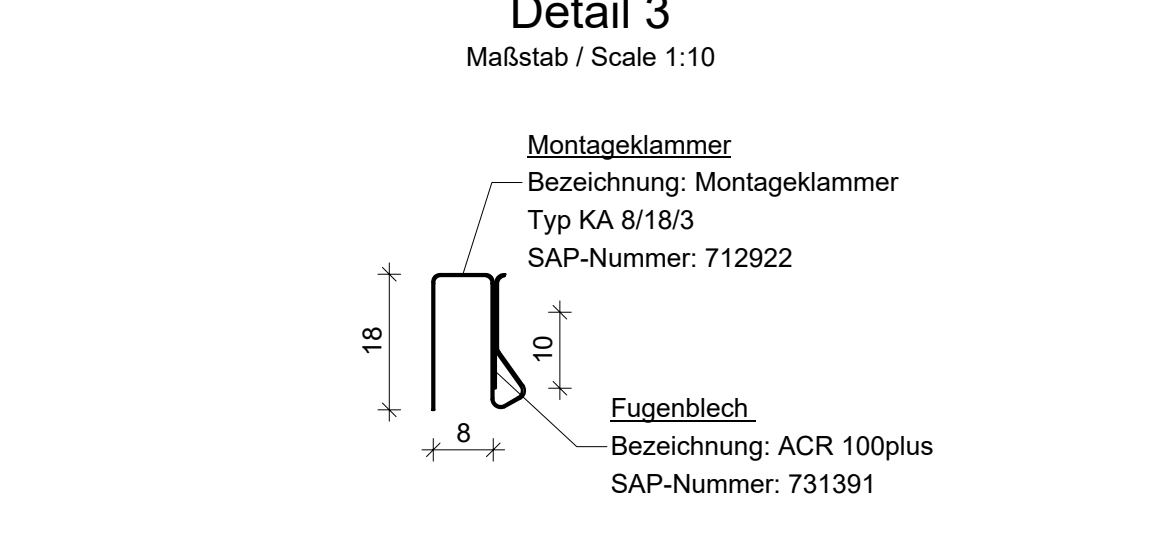 Detail 3
Maßstab / Scale 1:10
Montageklammer
Bezeichnung: Montageklammer
Typ KA 8/18/3
SAP-Nummer: 712922
18
10
8
Fugenblech
Bezeichnung: ACR 100plus
SAP-Nummer: 731391